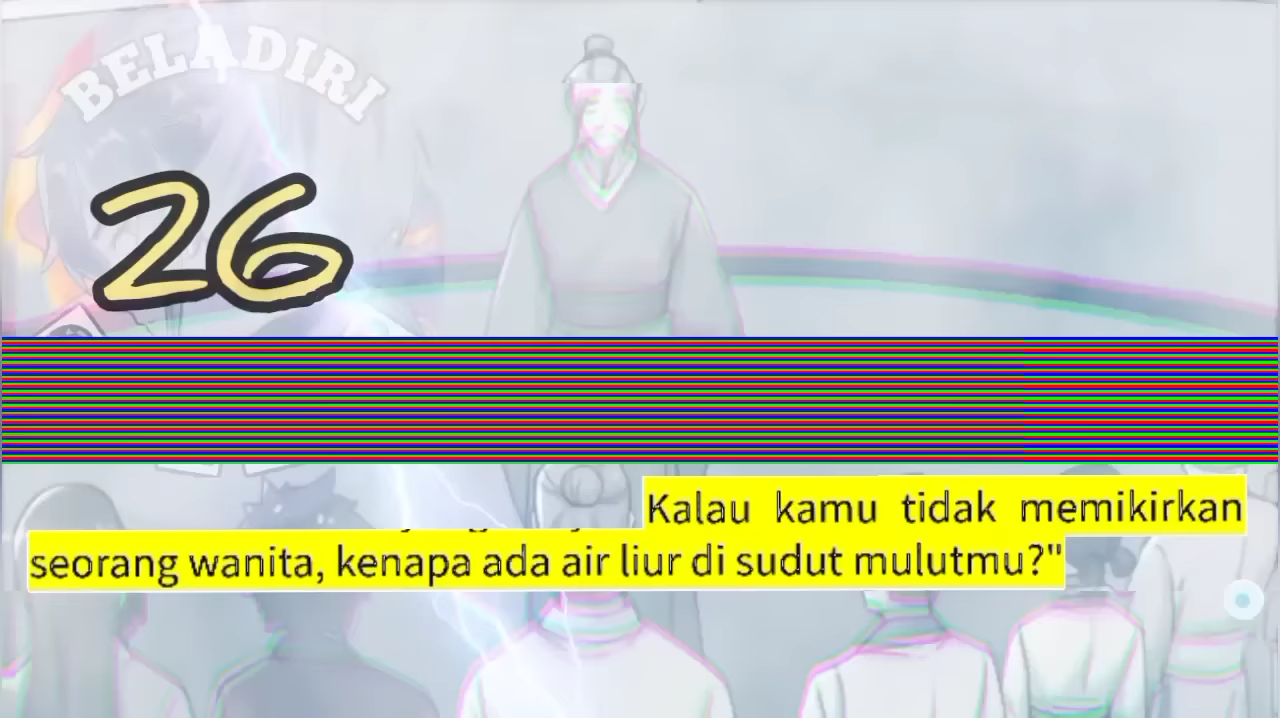 BELADIRI
26
Kalau kamu tidak memikirkan
seorang wanita, kenapa ada air liur di sudut mulutmu?"